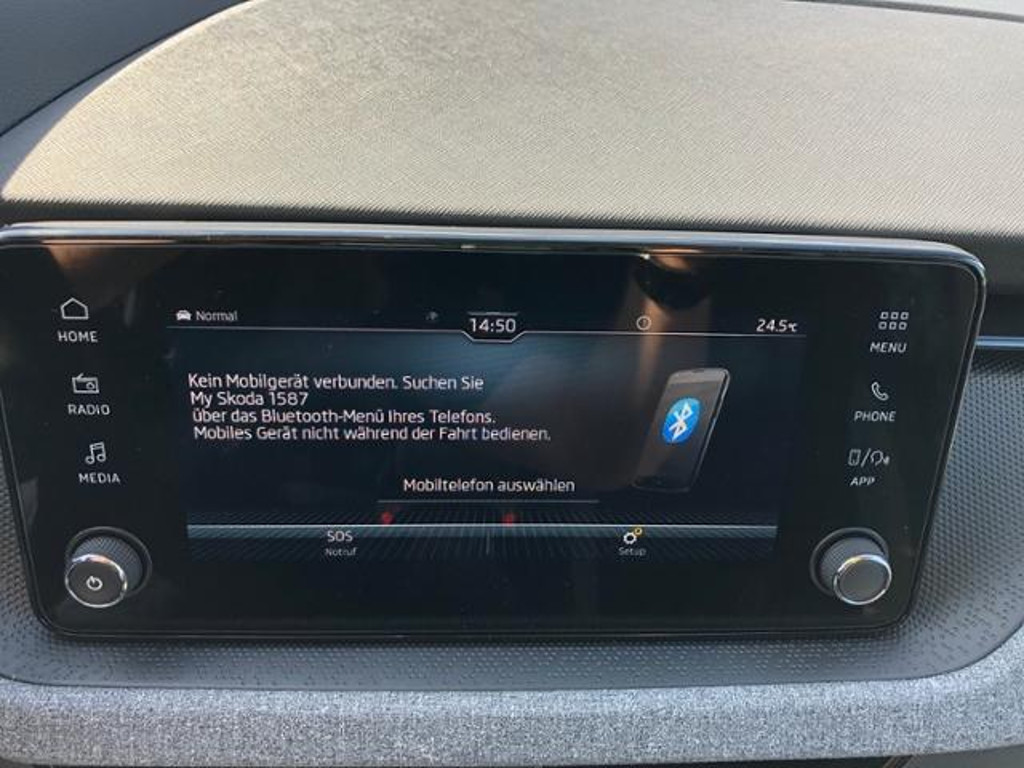 HOME
Normal
14:50
24.5°C
MENU
RADIO
Kein Mobilgerät verbunden. Suchen Sie
My Skoda 1587
über das Bluetooth-Menü Ihres Telefons.
Mobiles Gerät nicht während der Fahrt bedienen.
PHONE
MEDIA
APP
Mobiltelefon auswählen
SOS
Notruf
Setup